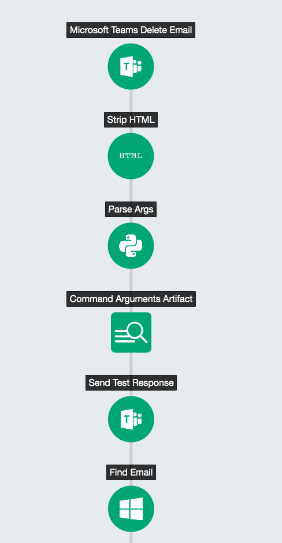 Microsoft Teams Delete Email
T
Strip HTML
HTML
Parse Args
Command Arguments Artifact
Send Test Response
T
Find Email